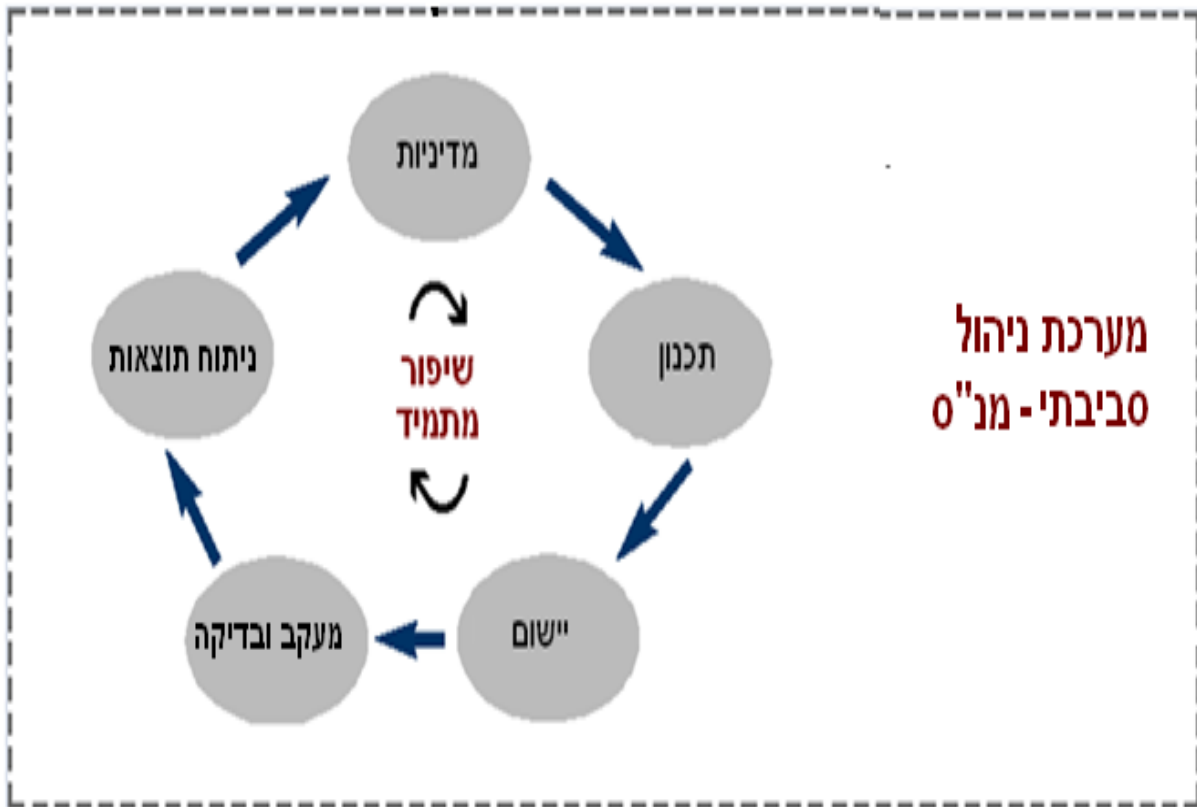 מדיניות
תכנון
יישום
מעקב ובדיקה
ניתוח תוצאות
שיפור
מתמיד
מערכת ניהול
סביבתי - מנ"ס